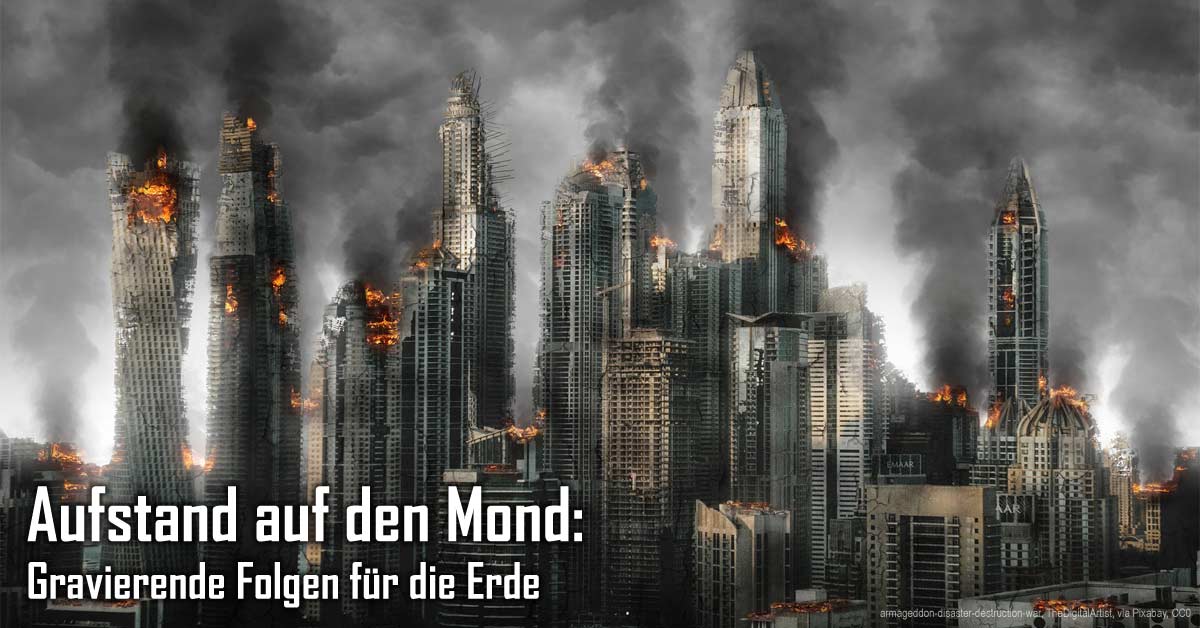 EMAAR
AAR
Aufstand auf den Mond:
Gravierende Folgen für die Erde
armageddon-disaster-destruction-war, TheDigitalArtist, via Pixabay, CC0